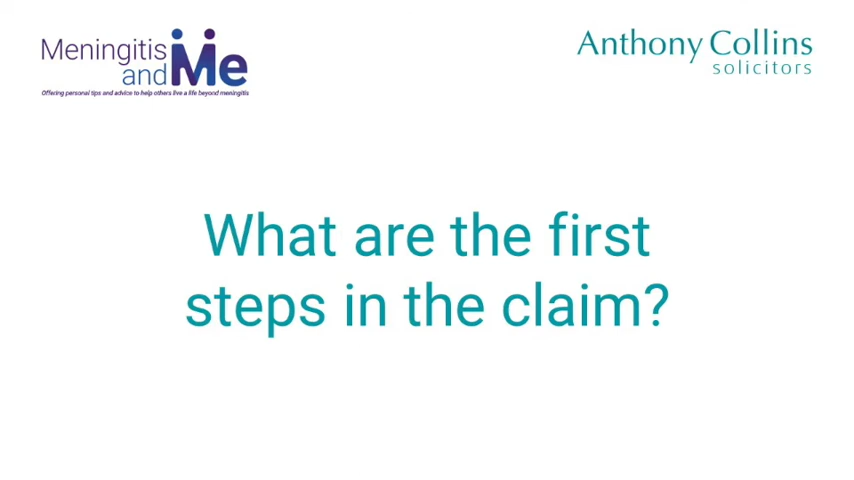 Meningitis
and Me
Offering personal tips and advice to help others live a life beyond meningitis
Anthony Collins
solicitors
What are the first
steps in the claim?